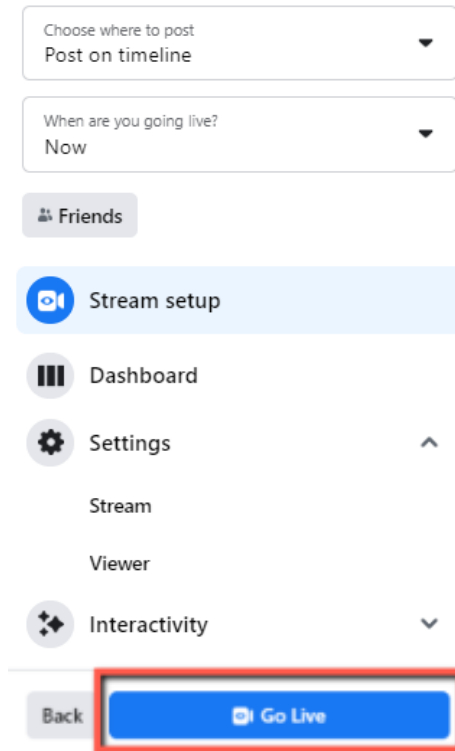 Choose where to post
Post on timeline
When are you going live?
Now
Friends
Stream setup
Dashboard
Settings
Stream
Viewer
Interactivity
Back
Go Live